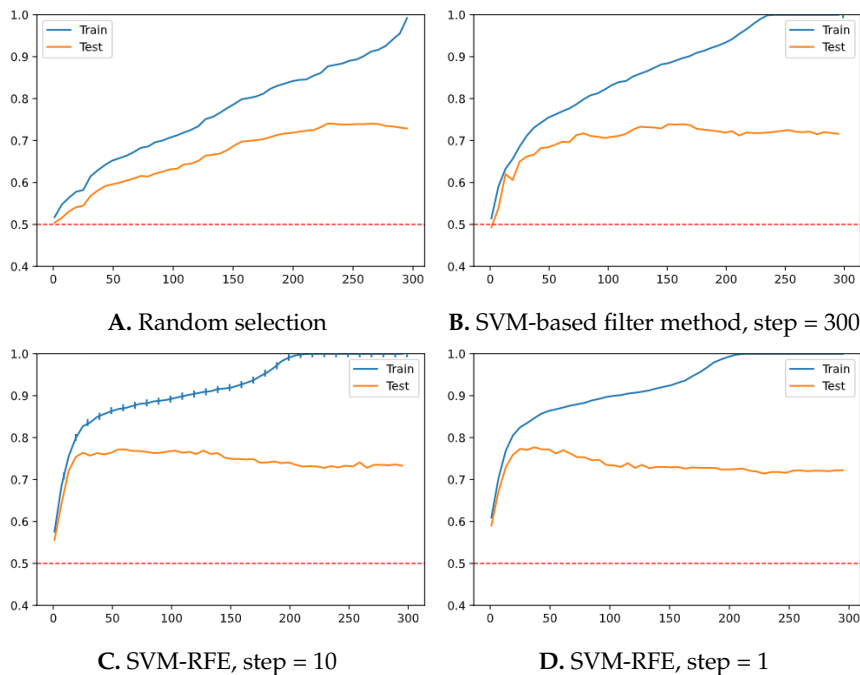 1.0
0.9
0.8
0.7
0.6
0.5
0.4
0 50 100 150 200 250 300
Train
Test
A. Random selection
1.0
0.9
0.8
0.7
0.6
0.5
0.4
0 50 100 150 200 250 300
Train
Test
B. SVM-based filter method, step = 300
1.0
0.9
0.8
0.7
0.6
0.5
0.4
0 50 100 150 200 250 300
Train
Test
C. SVM-RFE, step = 10
1.0
0.9
0.8
0.7
0.6
0.5
0.4
0 50 100 150 200 250 300
Train
Test
D. SVM-RFE, step = 1